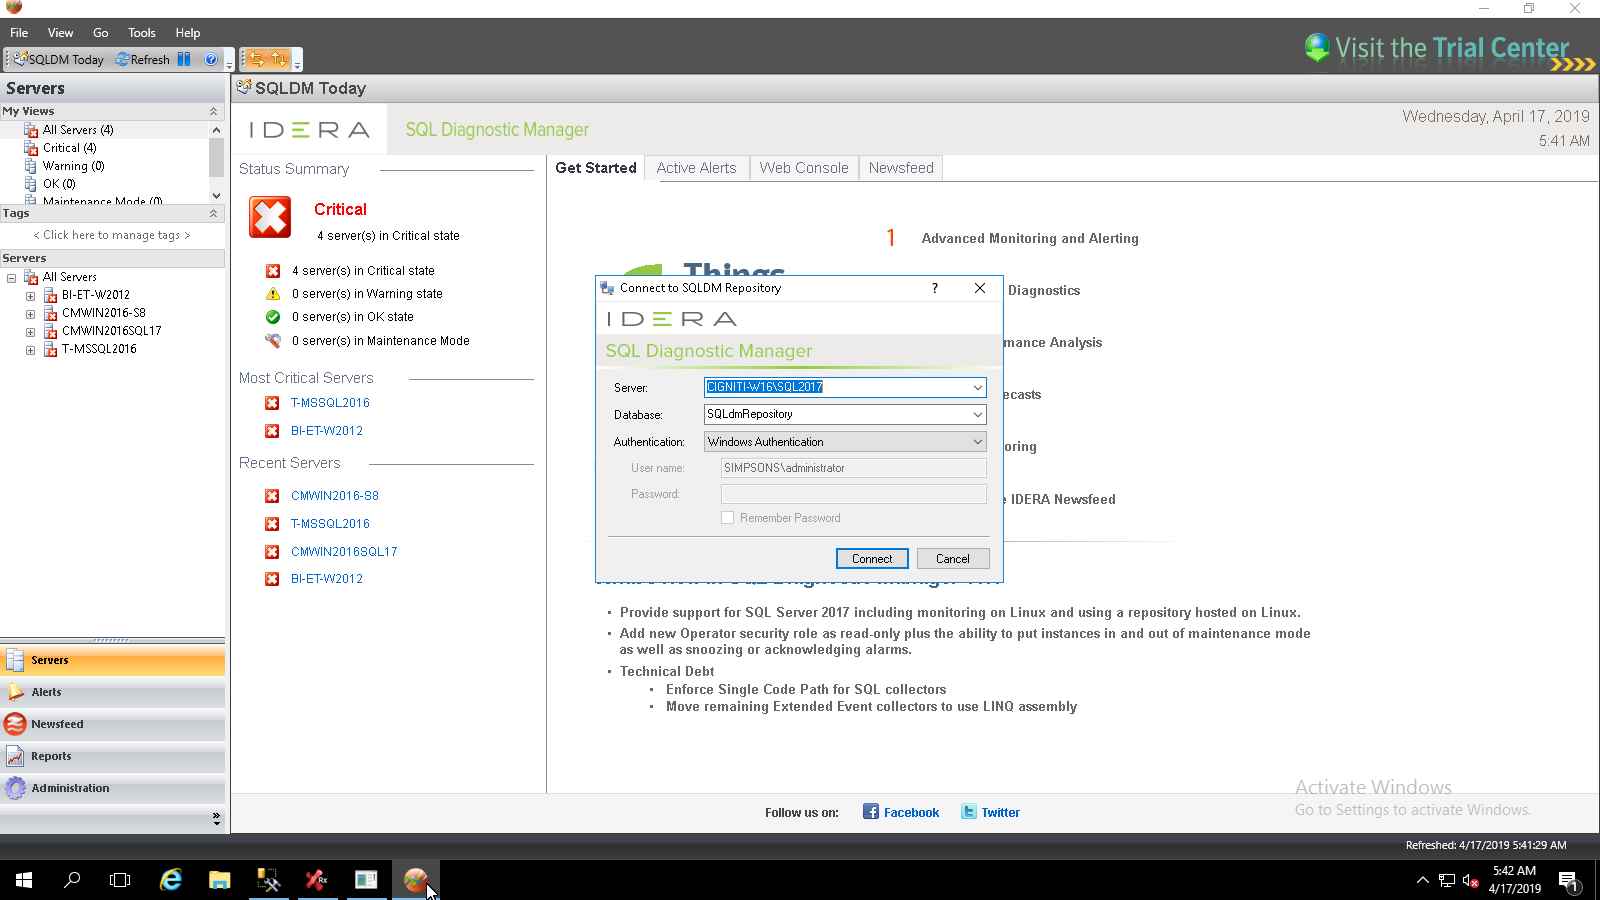 File View Go Tools Help
Visit the Trial Center
SQLDM Today Refresh
Servers
My Views
All Servers (4)
Critical (4)
Warning (0)
OK (0)
Maintenance Mode (0)
Tags
< Click here to manage tags >
Servers
All Servers
BI-ET-W2012
CMWIN2016-S8
CMWIN2016SQL17
T-MSSQL2016
Servers
Alerts
Newsfeed
Reports
Administration
SQLDM Today
IDERA SQL Diagnostic Manager
Wednesday, April 17, 2019
5:41 AM
Status Summary
Critical
4 server(s) in Critical state
4 server(s) in Critical state
0 server(s) in Warning state
0 server(s) in OK state
0 server(s) in Maintenance Mode
Most Critical Servers
T-MSSQL2016
BI-ET-W2012
Recent Servers
CMWIN2016-S8
T-MSSQL2016
CMWIN2016SQL17
BI-ET-W2012
Get Started Active Alerts Web Console Newsfeed
1 Advanced Monitoring and Alerting
Things
Diagnostics
mance Analysis
ecasts
oring
IDERA Newsfeed
Connect to SQLDM Repository ?
IDERA
SQL Diagnostic Manager
Server: CIGNITI-W16\SQL2017
Database: SQLdmRepository
Authentication: Windows Authentication
User name: SIMPSONS\administrator
Password:
Remember Password
Connect Cancel
• Provide support for SQL Server 2017 including monitoring on Linux and using a repository hosted on Linux.
• Add new Operator security role as read-only plus the ability to put instances in and out of maintenance mode
as well as snoozing or acknowledging alarms.
• Technical Debt
• Enforce Single Code Path for SQL collectors
• Move remaining Extended Event collectors to use LINQ assembly
Activate Windows
Go to Settings to activate Windows.
Follow us on: Facebook Twitter
Refreshed: 4/17/2019 5:41:29 AM
5:42 AM
4/17/2019
1